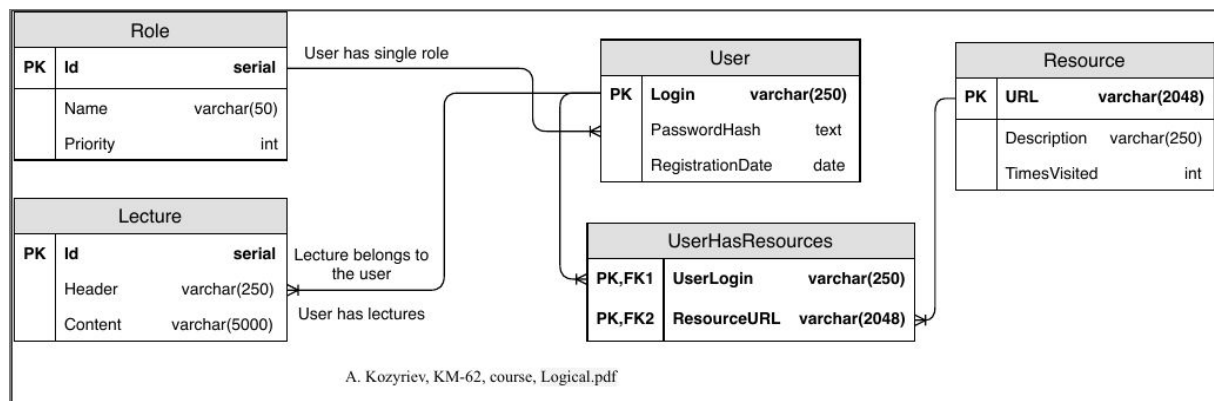 Role
PK Id serial
Name varchar(50)
Priority int
User has single role
User
PK Login varchar(250)
PasswordHash text
RegistrationDate date
Resource
PK URL varchar(2048)
Description varchar(250)
TimesVisited int
Lecture
PK Id serial
Header varchar(250)
Content varchar(5000)
Lecture belongs to
the user
User has lectures
UserHasResources
PK,FK1 UserLogin varchar(250)
PK,FK2 ResourceURL varchar(2048)
A. Kozyriev, KM-62, course, Logical.pdf